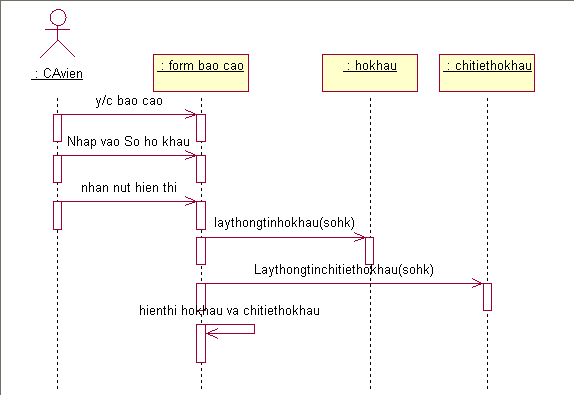 : CAvien
: form bao cao
: hokhau
: chitiethokhau
y/c bao cao
Nhap vao So ho khau
nhan nut hien thi
laythongtinhokhau(sohk)
Laythongtinchitiethokhau(sohk)
hienthi hokhau va chitiethokhau